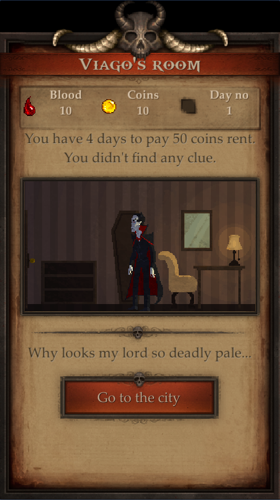 Viago's room
Blood Coins Day no
10 10 1
You have 4 days to pay 50 coins rent.
You didn't find any clue.
Why looks my lord so deadly pale...
Go to the city